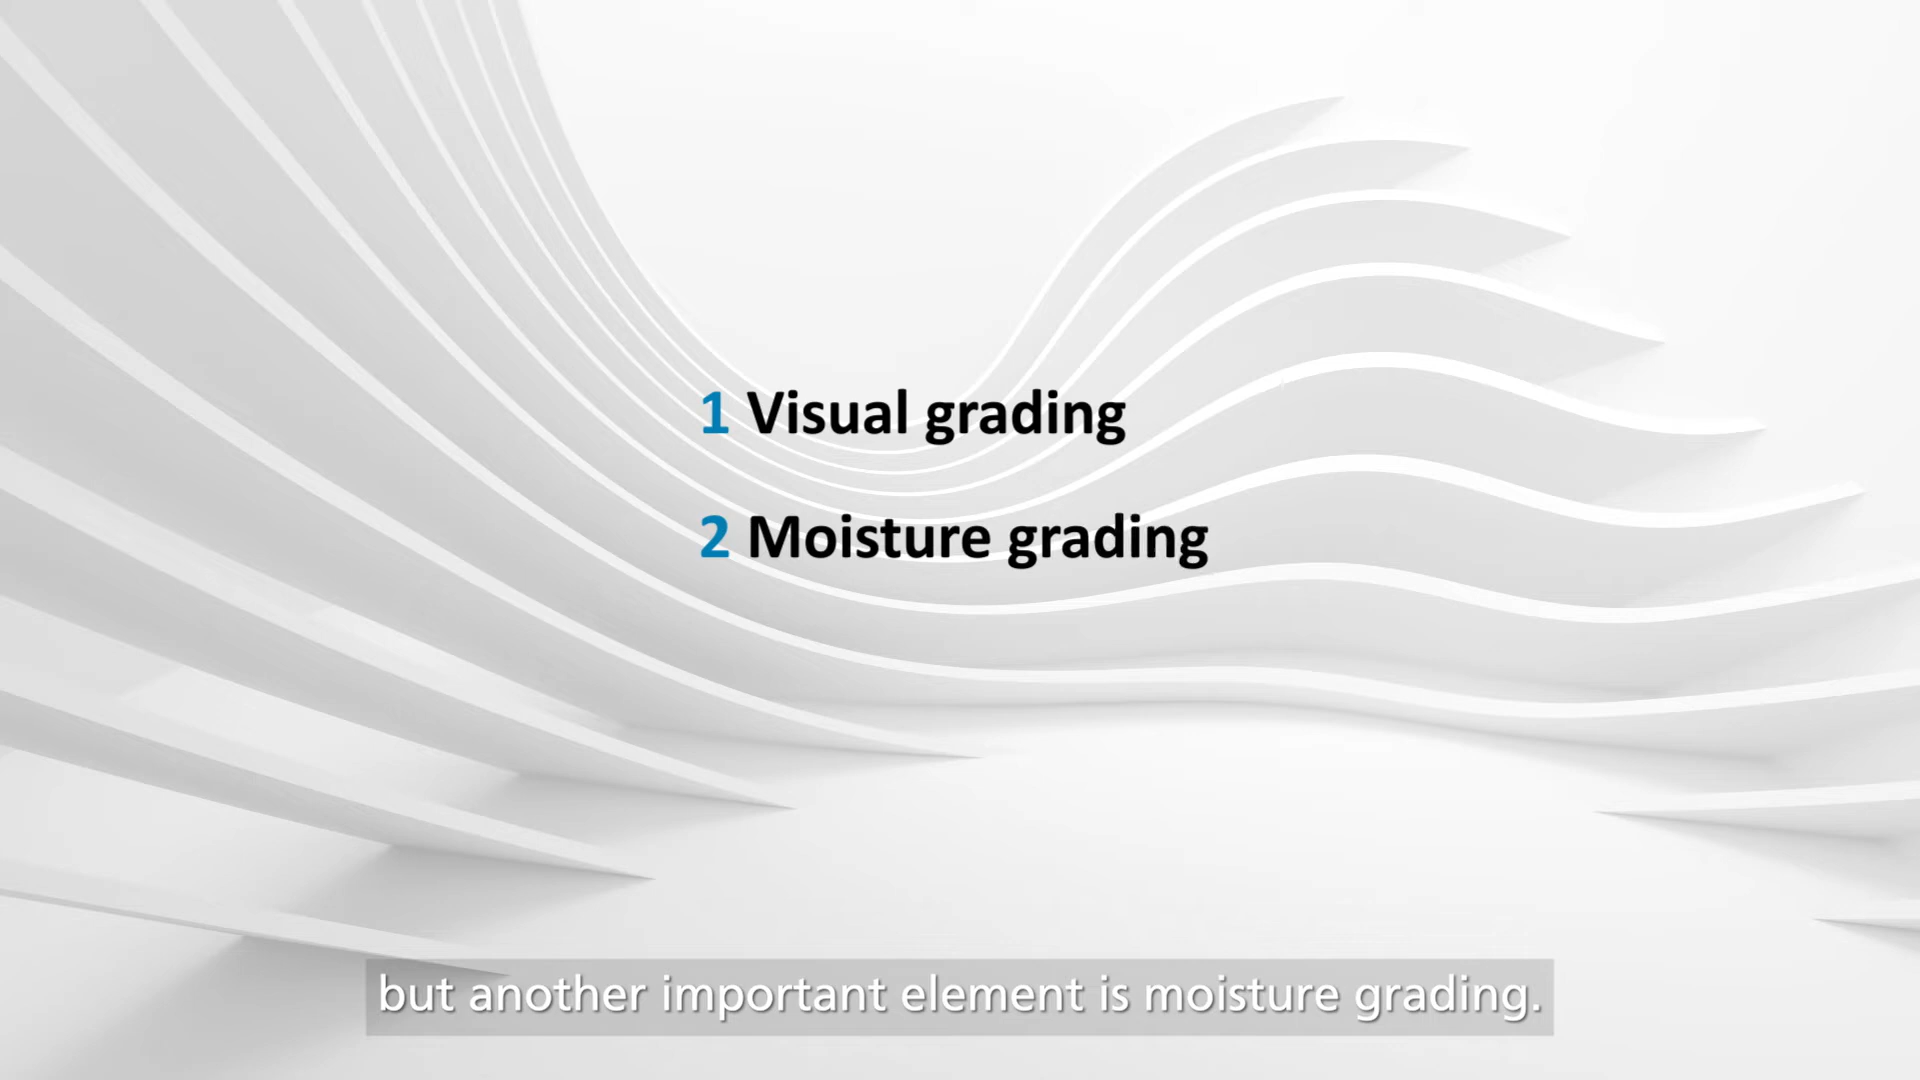 1 Visual grading
2 Moisture grading
but another important element is moisture grading.